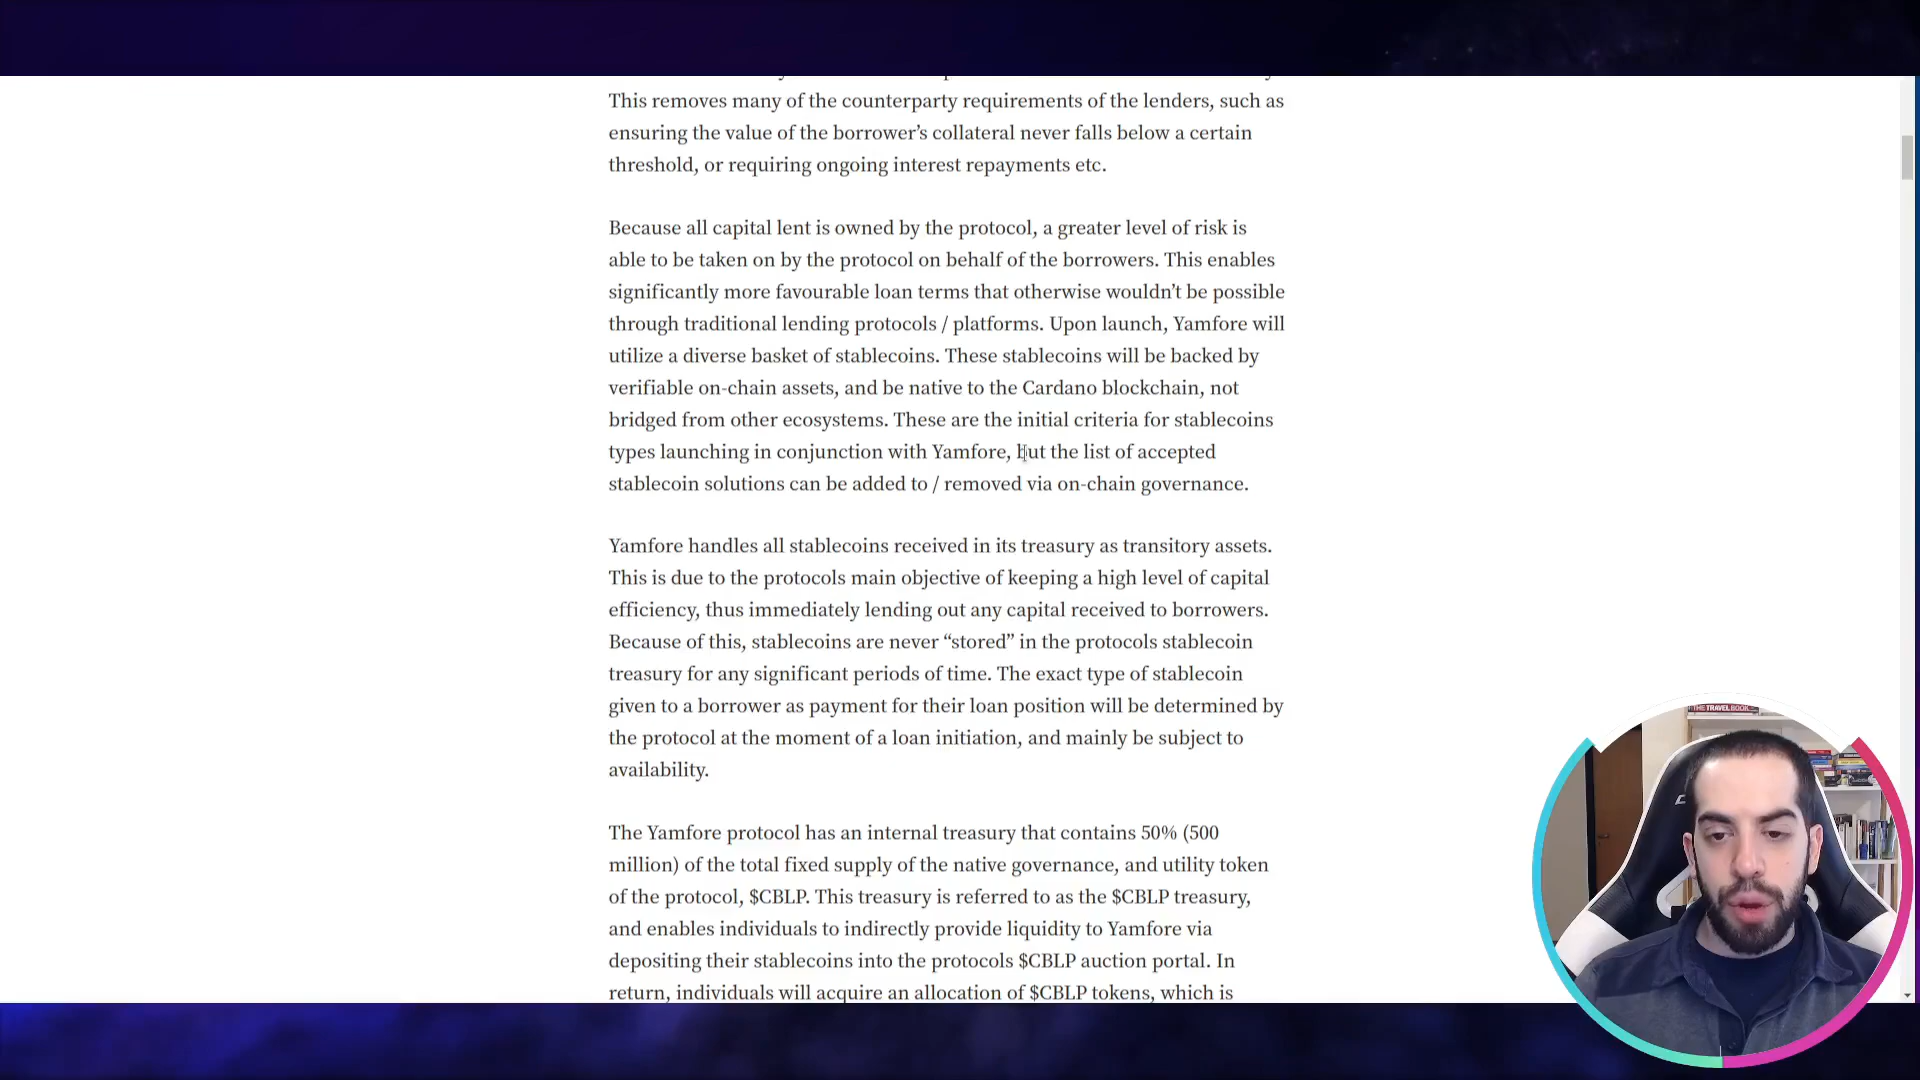 This removes many of the counterparty requirements of the lenders, such as
ensuring the value of the borrower’s collateral never falls below a certain
threshold, or requiring ongoing interest repayments etc.
Because all capital lent is owned by the protocol, a greater level of risk is
able to be taken on by the protocol on behalf of the borrowers. This enables
significantly more favourable loan terms that otherwise wouldn’t be possible
through traditional lending protocols / platforms. Upon launch, Yamfore will
utilize a diverse basket of stablecoins. These stablecoins will be backed by
verifiable on-chain assets, and be native to the Cardano blockchain, not
bridged from other ecosystems. These are the initial criteria for stablecoins
types launching in conjunction with Yamfore, but the list of accepted
stablecoin solutions can be added to / removed via on-chain governance.
Yamfore handles all stablecoins received in its treasury as transitory assets.
This is due to the protocols main objective of keeping a high level of capital
efficiency, thus immediately lending out any capital received to borrowers.
Because of this, stablecoins are never “stored” in the protocols stablecoin
treasury for any significant periods of time. The exact type of stablecoin
given to a borrower as payment for their loan position will be determined by
the protocol at the moment of a loan initiation, and mainly be subject to
availability.
The Yamfore protocol has an internal treasury that contains 50% (500
million) of the total fixed supply of the native governance, and utility token
of the protocol, $CBLP. This treasury is referred to as the $CBLP treasury,
and enables individuals to indirectly provide liquidity to Yamfore via
depositing their stablecoins into the protocols $CBLP auction portal. In
return, individuals will acquire an allocation of $CBLP tokens, which is
THE TRAVEL BOOK